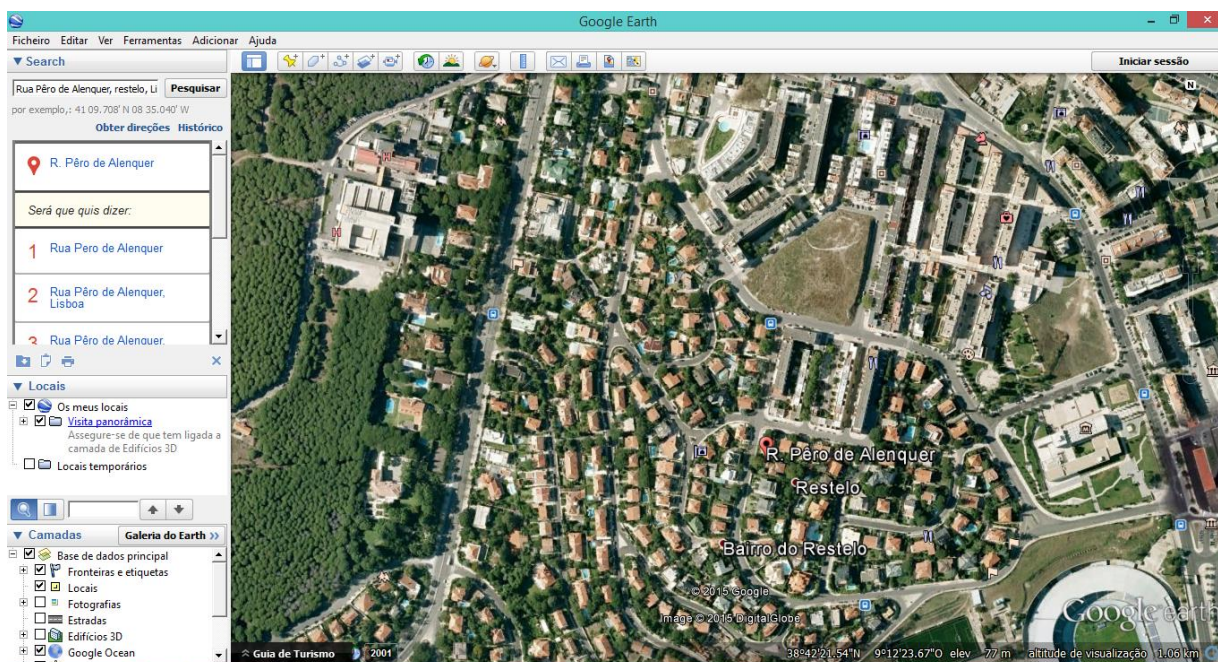 Google Earth
Ficheiro Editar Ver Ferramentas Adicionar Ajuda
▼ Search
Rua Pêro de Alenquer, restelo, Li
Pesquisar
por exemplo,: 41 09.708' N 08 35.040' W
Obter direções Histórico
R. Pêro de Alenquer
Será que quis dizer:
1 Rua Pero de Alenquer
2 Rua Pêro de Alenquer,
Lisboa
3 Rua Pêro de Alenquer,
▼ Locais
Os meus locais
Visita panorâmica
Assegure-se de que tem ligada a
camada de Edifícios 3D
Locais temporários
▼ Camadas
Galeria do Earth >>
Base de dados principal
Fronteiras e etiquetas
Locais
Fotografias
Estradas
Edifícios 3D
Google Ocean
Iniciar sessão
N
R. Pêro de Alenquer
Restelo
Bairro do Restelo
© 2015 Google
Image © 2015 DigitalGlobe
Google earth
Guia de Turismo
2001
38°42'21.54"N 9°12'23.67"O elev 77 m altitude de visualização 1.06 km